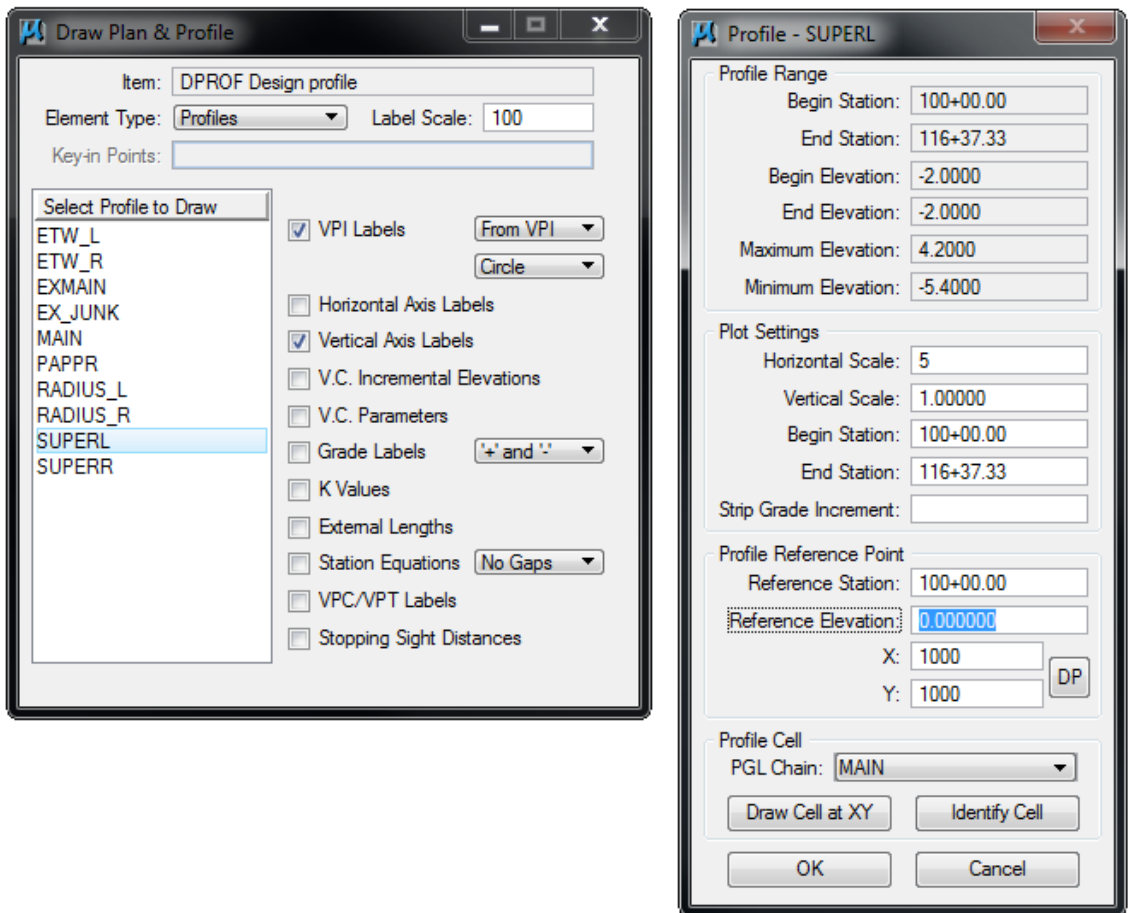 Draw Plan & Profile
Item: DPROF Design profile
Element Type: Profiles Label Scale: 100
Key-in Points:
Select Profile to Draw
ETW_L
ETW_R
EXMAIN
EX_JUNK
MAIN
PAPPR
RADIUS_L
RADIUS_R
SUPERL
SUPERR
VPI Labels From VPI
Circle
Horizontal Axis Labels
Vertical Axis Labels
V.C. Incremental Elevations
V.C. Parameters
Grade Labels '+' and '-'
K Values
External Lengths
Station Equations No Gaps
VPC/VPT Labels
Stopping Sight Distances
Profile - SUPERL
Profile Range
Begin Station: 100+00.00
End Station: 116+37.33
Begin Elevation: -2.0000
End Elevation: -2.0000
Maximum Elevation: 4.2000
Minimum Elevation: -5.4000
Plot Settings
Horizontal Scale: 5
Vertical Scale: 1.00000
Begin Station: 100+00.00
End Station: 116+37.33
Strip Grade Increment:
Profile Reference Point
Reference Station: 100+00.00
Reference Elevation: 0.000000
X: 1000
DP
Y: 1000
Profile Cell
PGL Chain: MAIN
Draw Cell at XY Identify Cell
OK Cancel